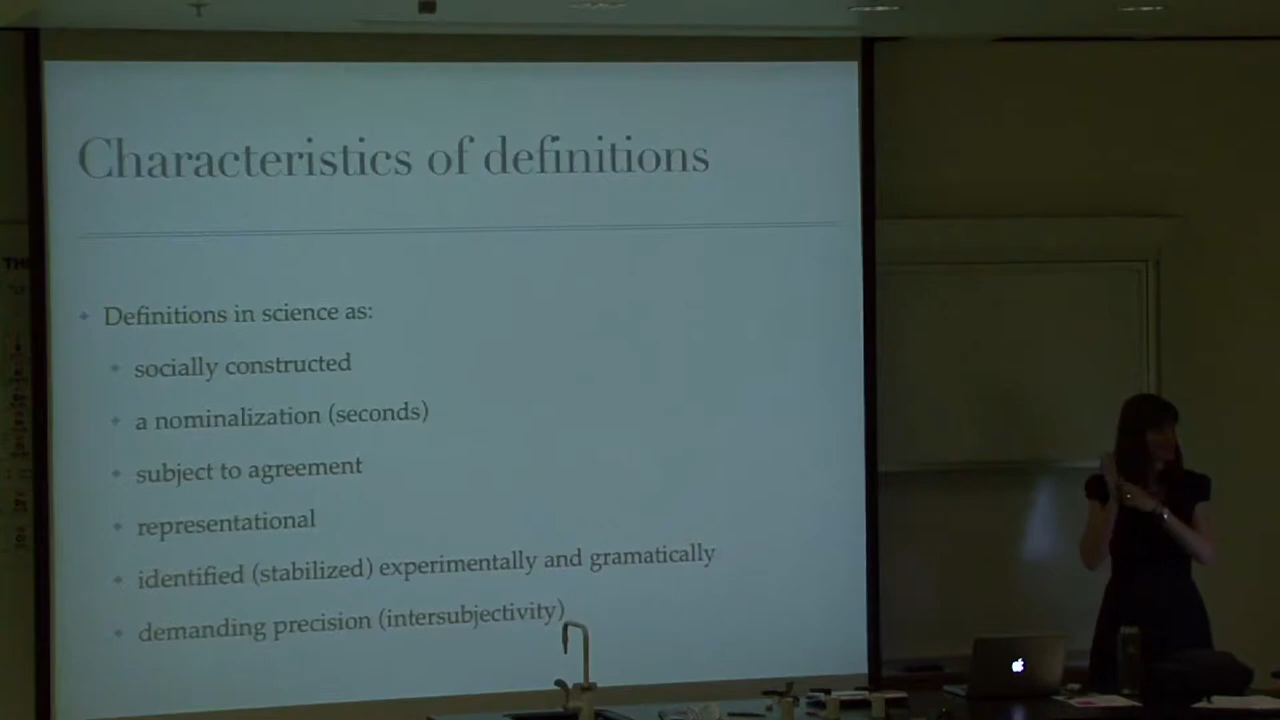 Characteristics of definitions
Definitions in science as:
socially constructed
a nominalization (seconds)
subject to agreement
representational
identified (stabilized) experimentally and gramatically
demanding precision (intersubjectivity)